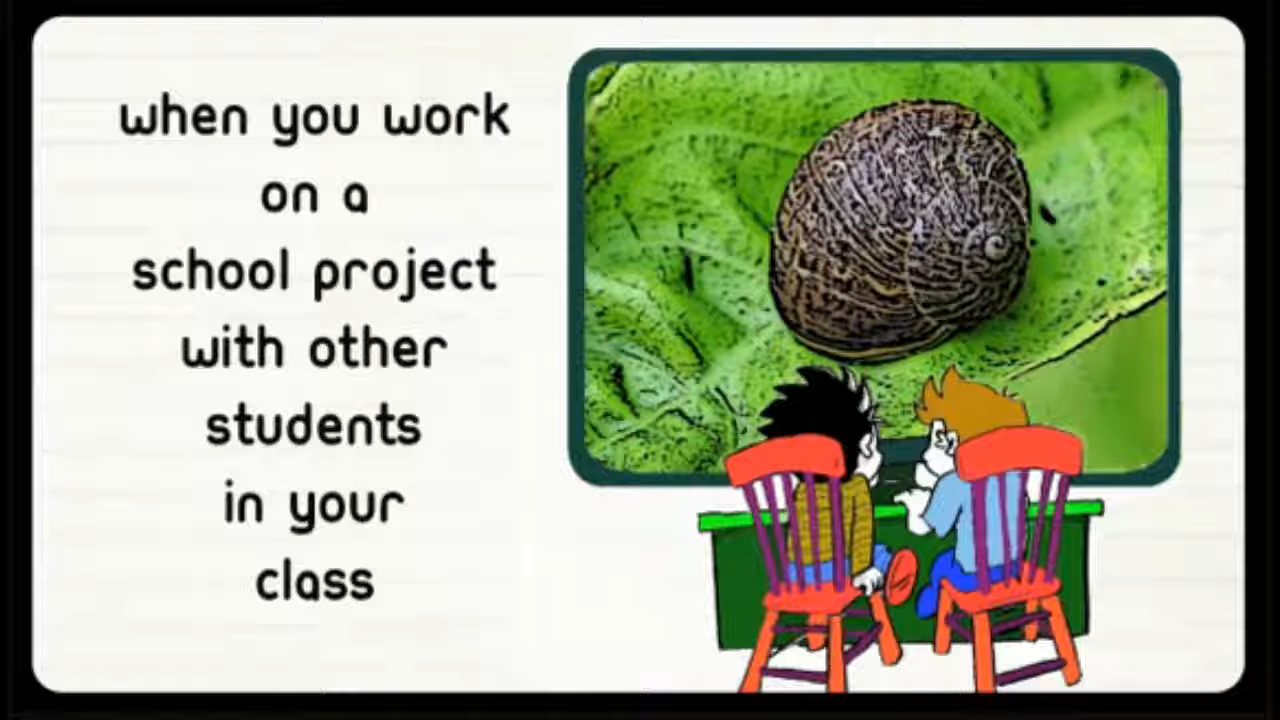 when you work
on a
school project
with other
students
in your
class